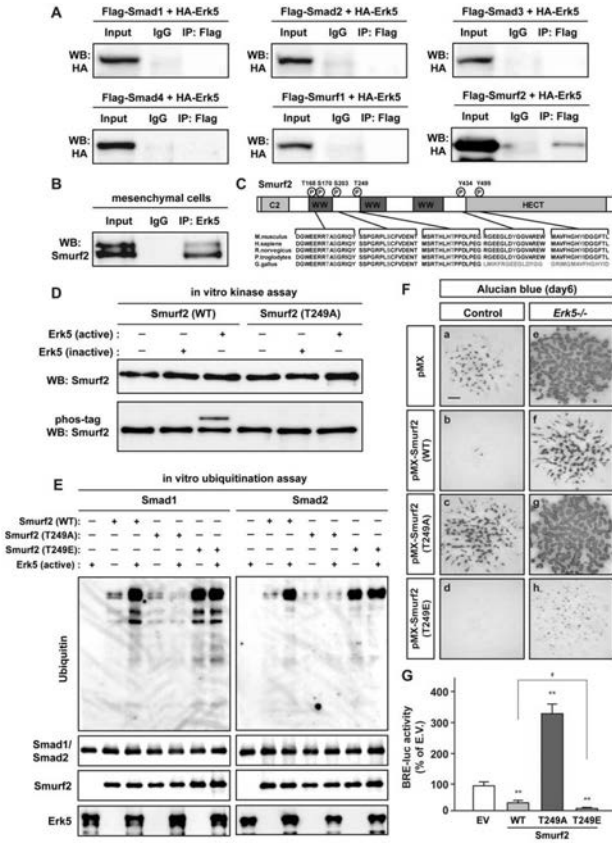 A
Flag-Smad1 + HA-Erk5
Input IgG IP: Flag
WB: HA
Flag-Smad2 + HA-Erk5
Input IgG IP: Flag
WB: HA
Flag-Smad3 + HA-Erk5
Input IgG IP: Flag
WB: HA
Flag-Smad4 + HA-Erk5
Input IgG IP: Flag
WB: HA
Flag-Smurf1 + HA-Erk5
Input IgG IP: Flag
WB: HA
Flag-Smurf2 + HA-Erk5
Input IgG IP: Flag
WB: HA
B
mesenchymal cells
Input IgG IP: Erk5
WB: Smurf2
C
Smurf2
T168 S170 S203 T249 Y434 Y495
P P P P P P
C2 WW WW WW HECT
M.musculus
H.sapiens
R.norvegicus
P.troglodytes
G.gallus
D
in vitro kinase assay
Smurf2 (WT) Smurf2 (T249A)
Erk5 (active) : – – + – – +
Erk5 (inactive) : – + – – + –
WB: Smurf2
phos-tag
WB: Smurf2
E
in vitro ubiquitination assay
Smad1 Smad2
Smurf2 (WT):
Smurf2 (T249A):
Smurf2 (T249E):
Erk5 (active) :
Ubiquitin
Smad1/
Smad2
Smurf2
Erk5
F
Alucian blue (day6)
Control Erk5-/-
pMX
a e
pMX-Smurf2
(WT)
b f
pMX-Smurf2
(T249A)
c g
pMX-Smurf2
(T249E)
d h
G
BRE-luc activity
(% of E.V.)
400
300
200
100
0
**
**
**
EV WT T249A T249E
Smurf2